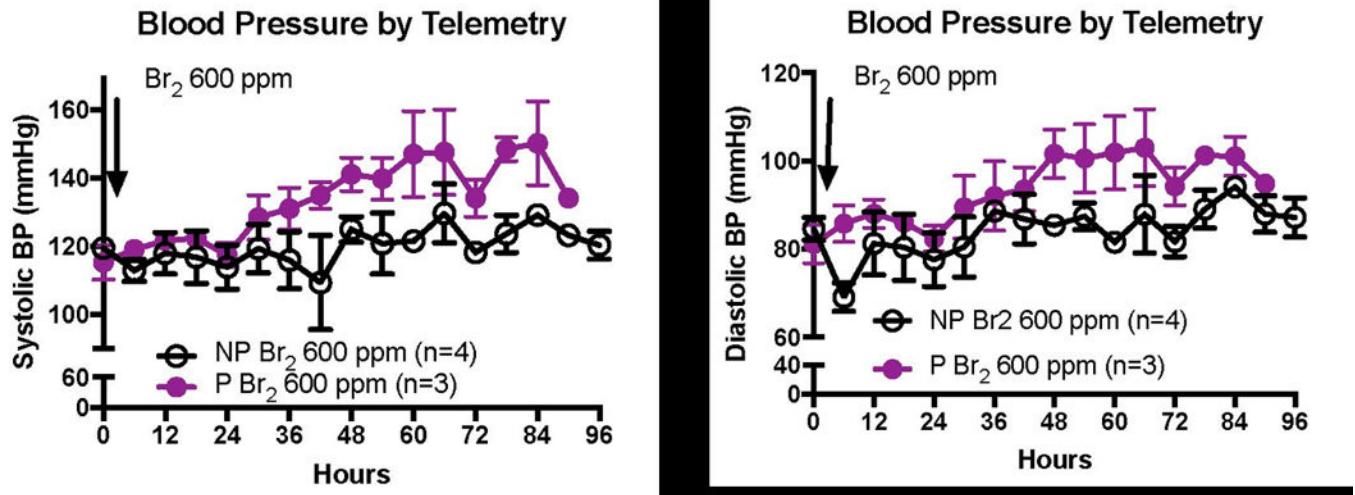 Blood Pressure by Telemetry
Br₂ 600 ppm
Systolic BP (mmHg)
160
140
120
100
60
0
NP Br₂ 600 ppm (n=4)
P Br₂ 600 ppm (n=3)
0 12 24 36 48 60 72 84 96
Hours
Blood Pressure by Telemetry
Br₂ 600 ppm
Diastolic BP (mmHg)
120
100
80
60
40
0
NP Br2 600 ppm (n=4)
P Br₂ 600 ppm (n=3)
0 12 24 36 48 60 72 84 96
Hours